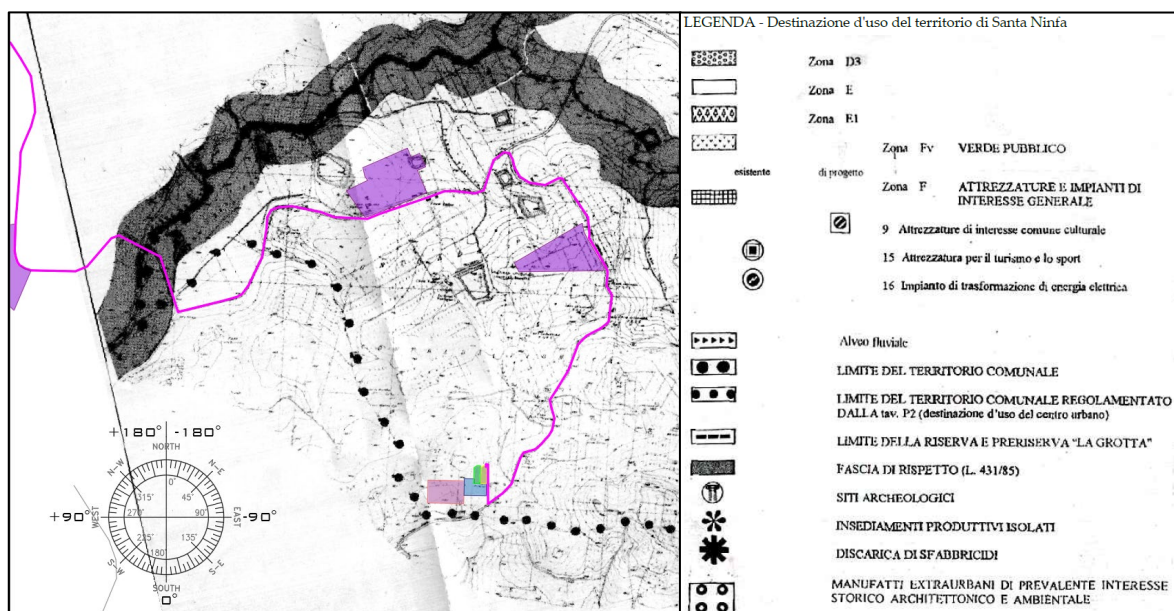 LEGENDA - Destinazione d'uso del territorio di Santa Ninfa
Zona D3
Zona E
Zona E1
Zona Fv VERDE PUBBLICO
esistente di progetto
Zona F ATTREZZATURE E IMPIANTI DI
INTERESSE GENERALE
9 Attrezzature di interesse comune culturale
15 Attrezzatura per il turismo e lo sport
16 Impianto di trasformazione di energia elettrica
Alveo fluviale
LIMITE DEL TERRITORIO COMUNALE
LIMITE DEL TERRITORIO COMUNALE REGOLAMENTATO
DALLA tav. P2 (destinazione d'uso del centro urbano)
LIMITE DELLA RISERVA E PRERISERVA "LA GROTTA"
FASCIA DI RISPETTO (L. 431/85)
SITI ARCHEOLOGICI
INSEDIAMENTI PRODUTTIVI ISOLATI
DISCARICA DI SFABBRICIDI
MANUFATTI EXTRAURBANI DI PREVALENTE INTERESSE
STORICO ARCHITETTONICO E AMBIENTALE
+180° -180°
NORTH
N-W N-E
0°
315° 45°
+90° WEST 270° 90° EAST -90°
225° 135°
180°
S-W S-E
SOUTH
0°